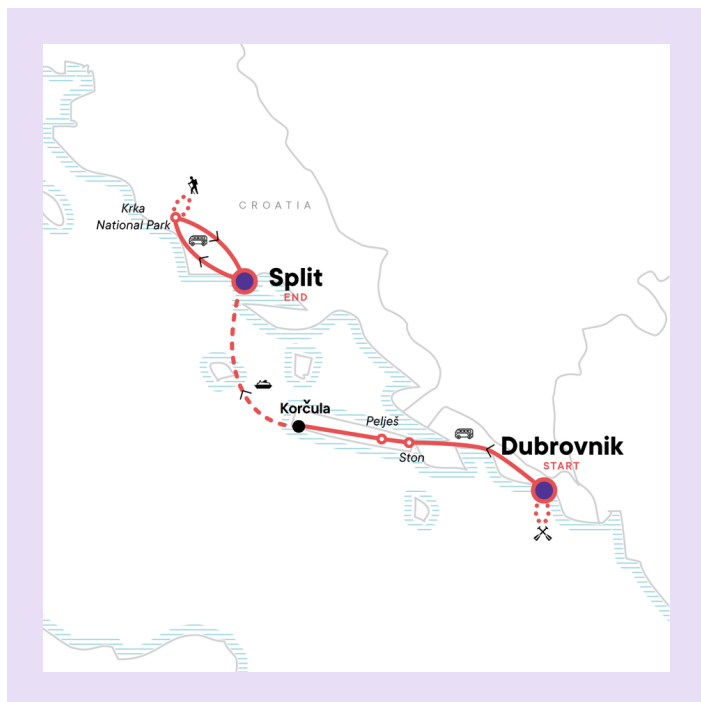 Krka
National Park
CROATIA
Split
END
Korčula
Pelješ
Ston
Dubrovnik
START